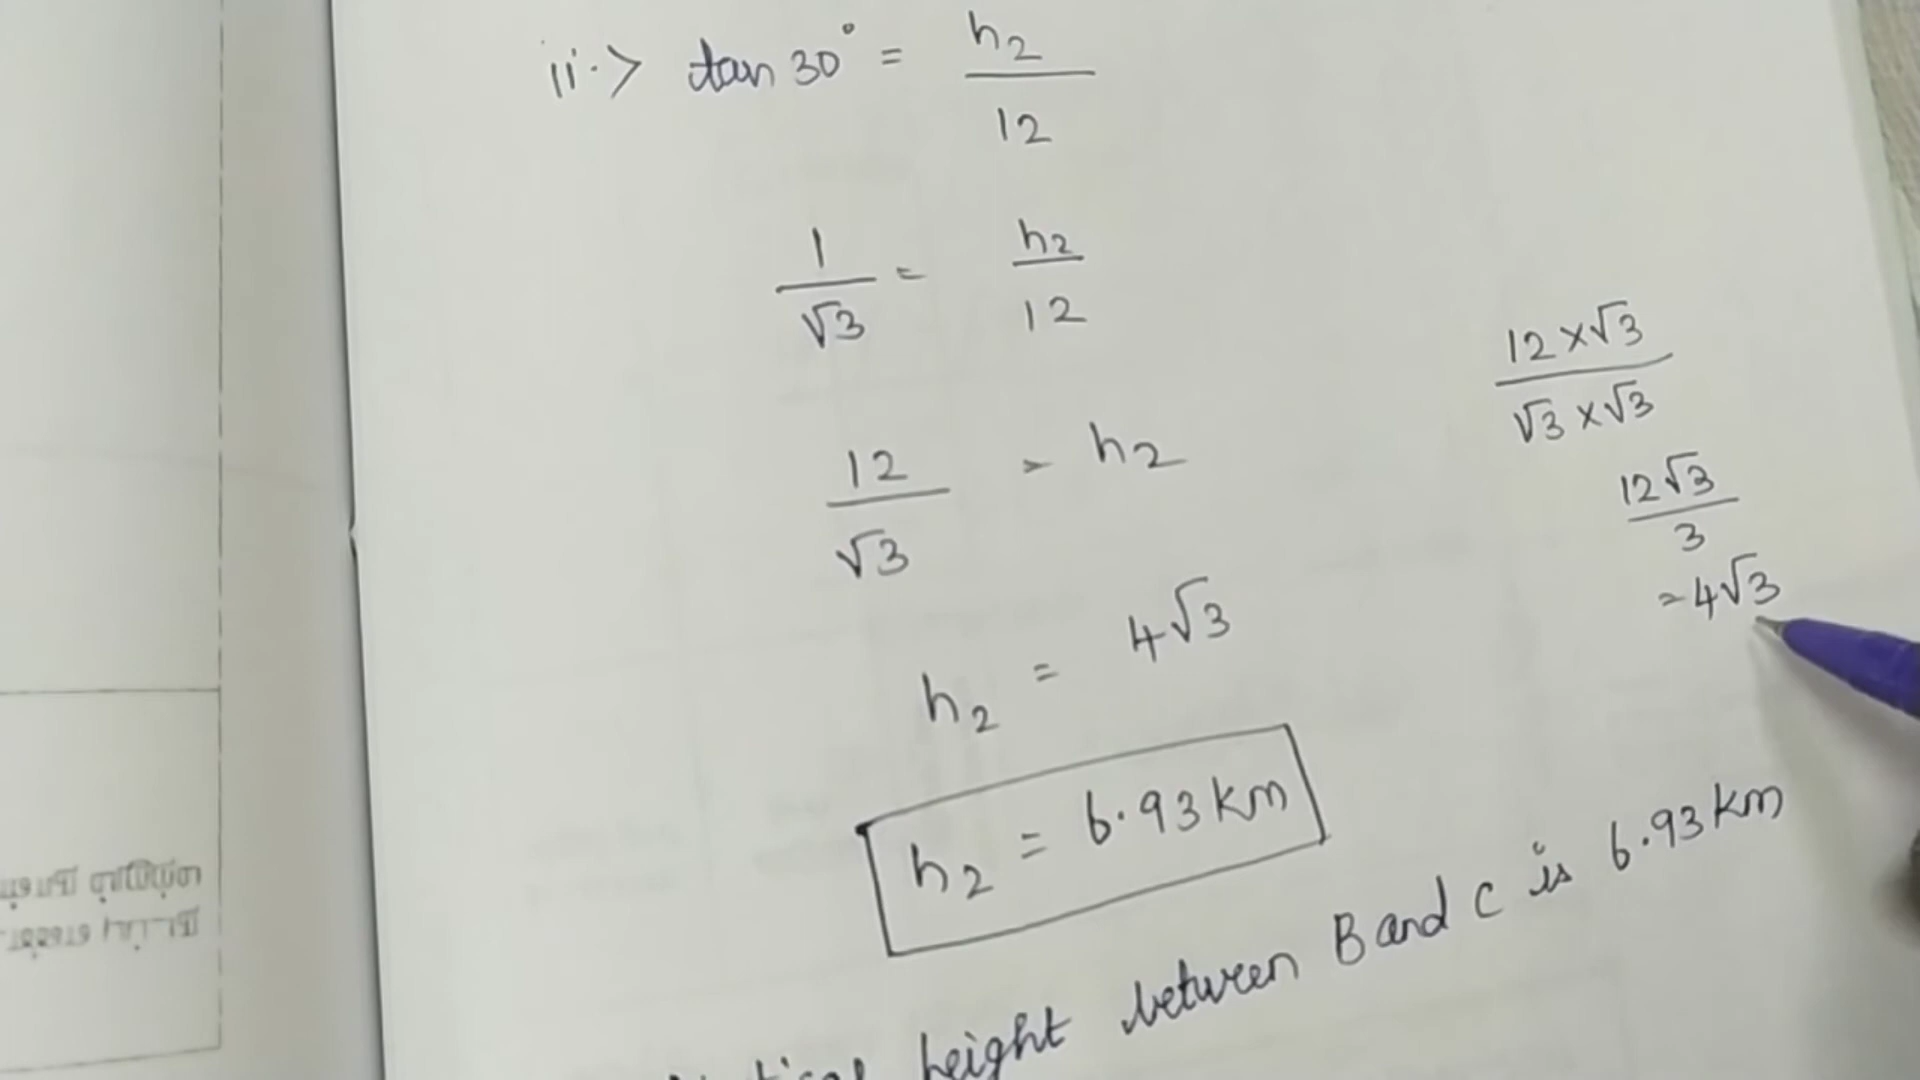 ii.> tan 30° = h₂
12
1/√3 = h₂/12
12/√3 = h₂
h₂ = 4√3
h₂ = 6.93 km
height between B and C is 6.93 km
12 × √3
√3 × √3
12√3
3
= 4√3